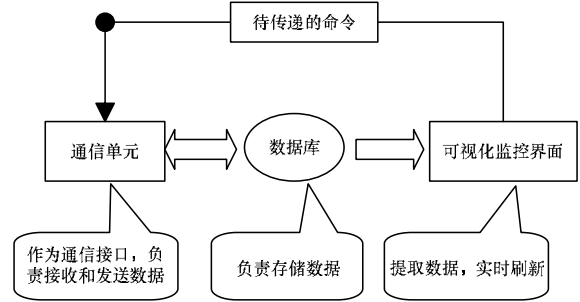 待传递的命令
通信单元
数据库
可视化监控界面
作为通信接口，负
责接收和发送数据
负责存储数据
提取数据，实时刷新